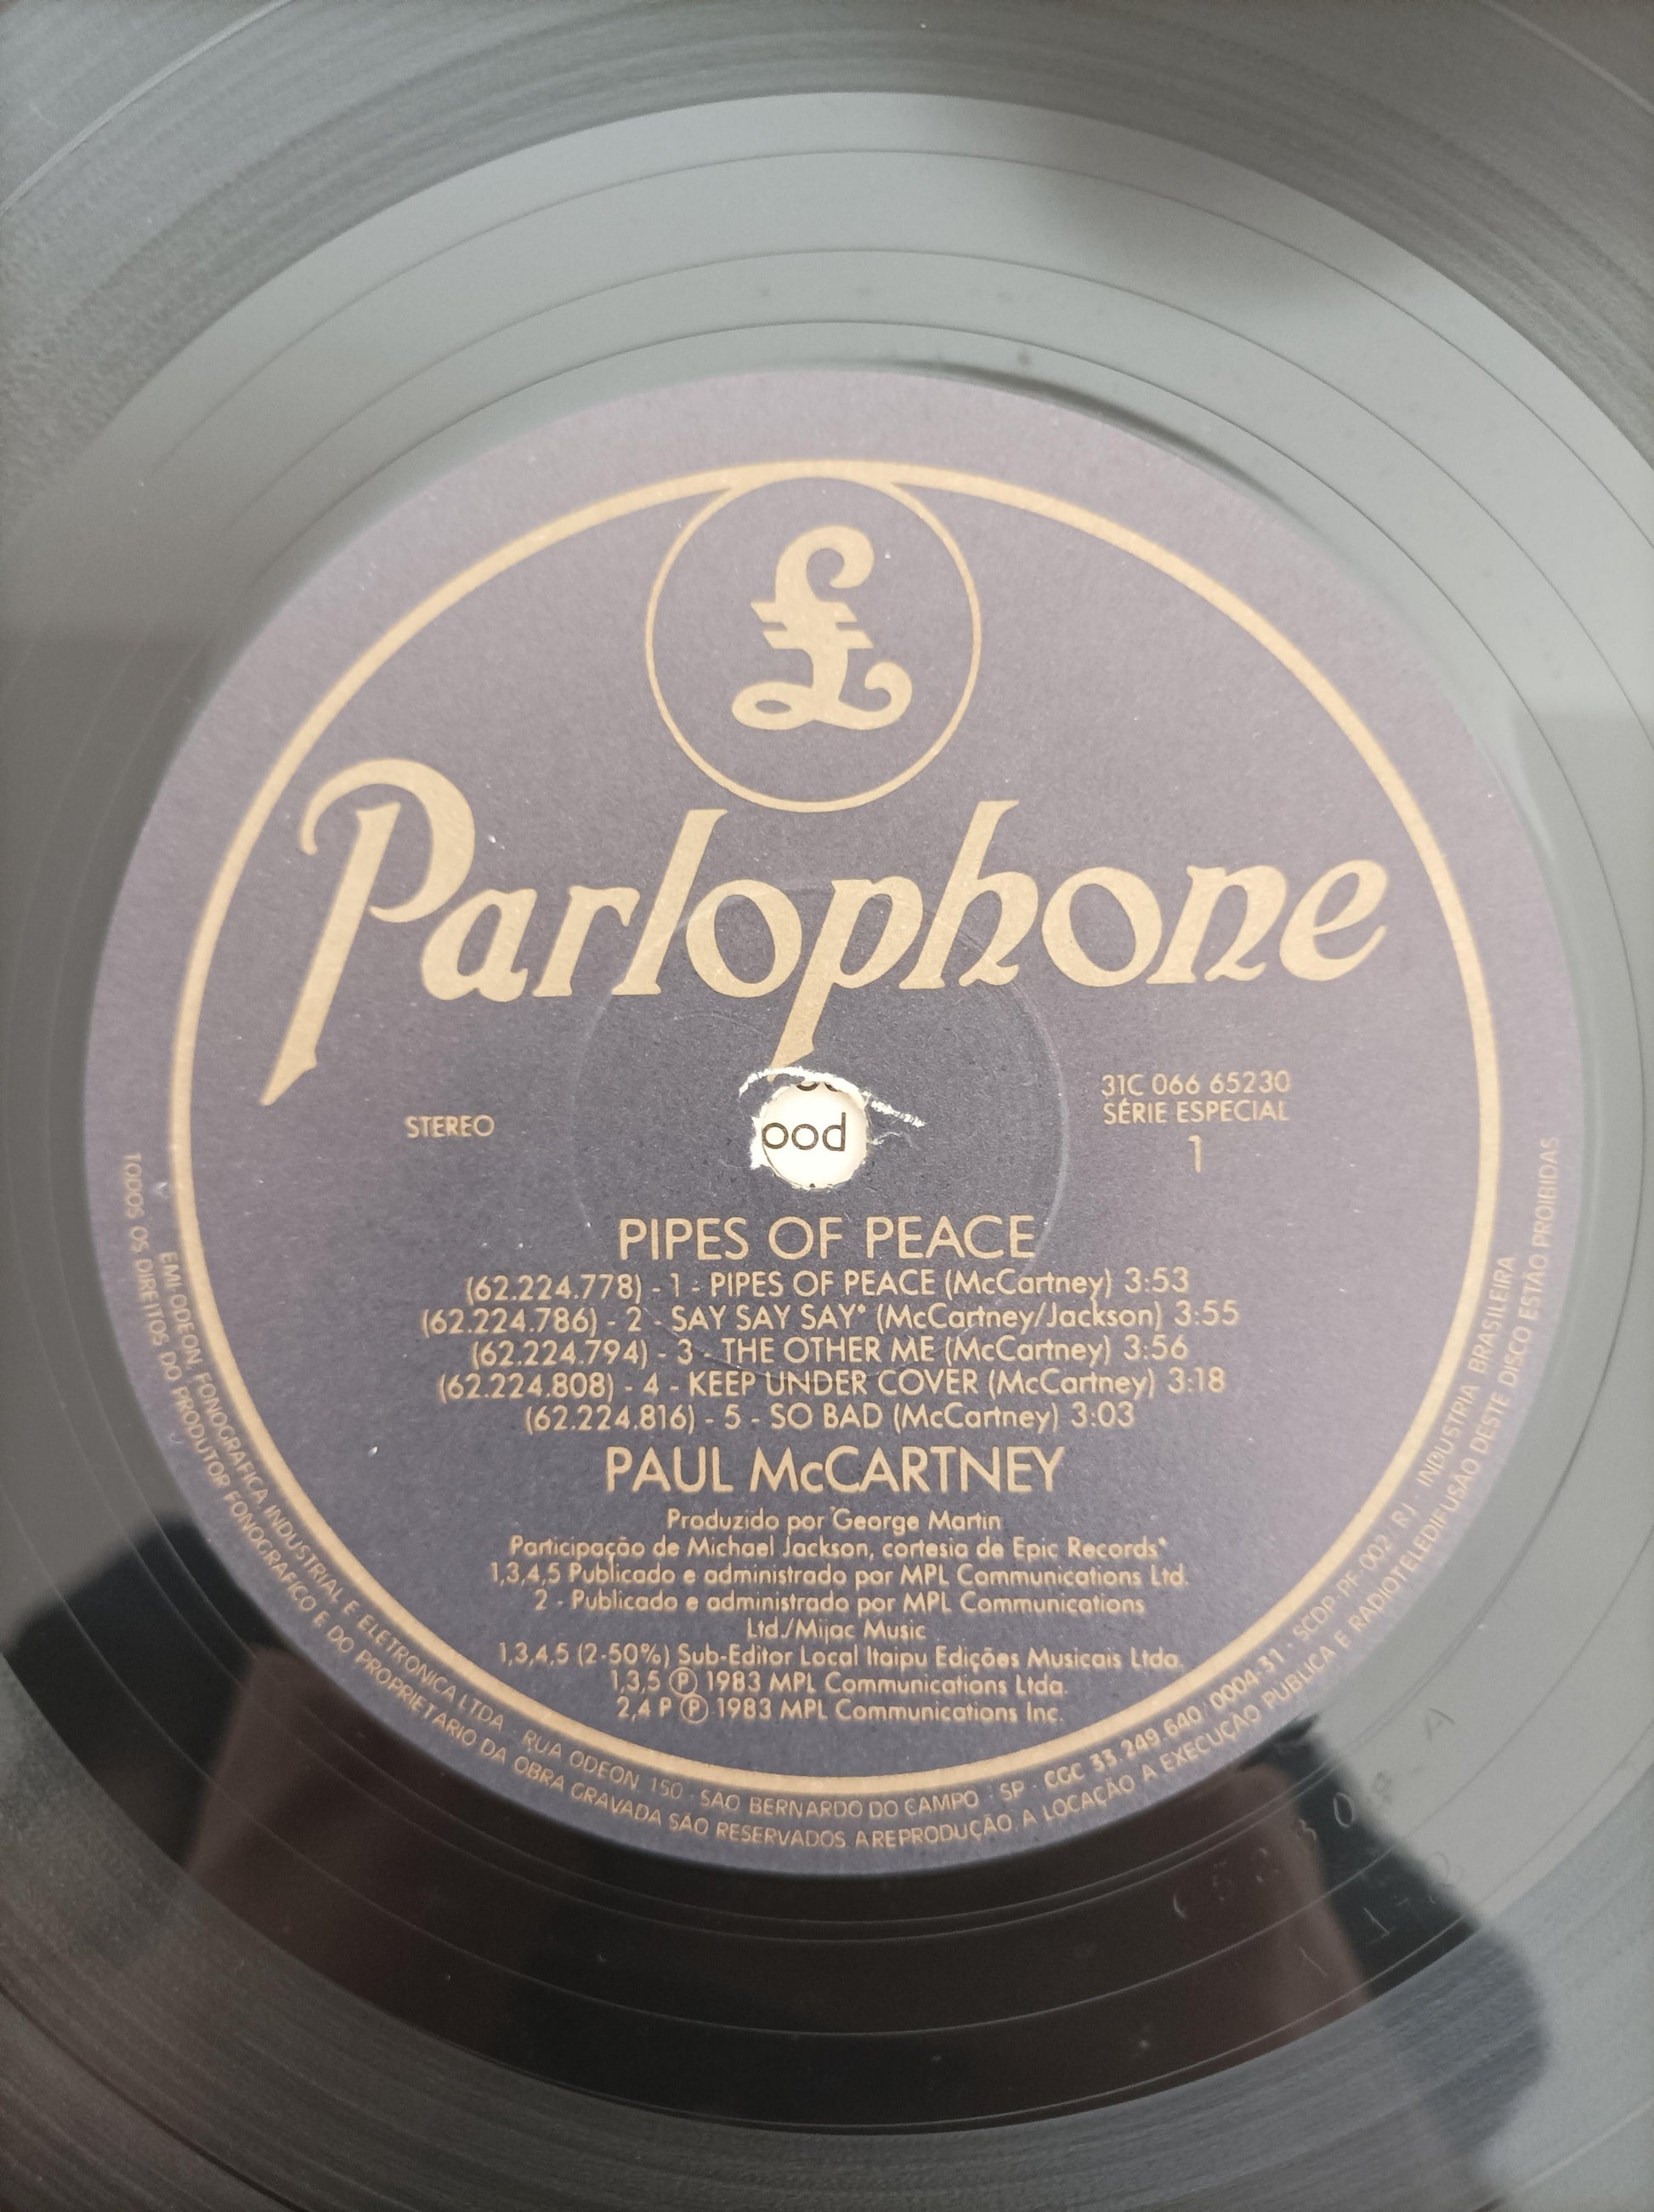 £
Parlophone
STEREO
31C 066 65230
SÉRIE ESPECIAL
1
pod
PIPES OF PEACE
(62.224.778) - 1 - PIPES OF PEACE (McCartney) 3:53
(62.224.786) - 2 - SAY SAY SAY* (McCartney/Jackson) 3:55
(62.224.794) - 3 - THE OTHER ME (McCartney) 3:56
(62.224.808) - 4 - KEEP UNDER COVER (McCartney) 3:18
(62.224.816) - 5 - SO BAD (McCartney) 3:03
PAUL McCARTNEY
Produzido por George Martin
Participação de Michael Jackson, cortesia de Epic Records*
1,3,4,5 Publicado e administrado por MPL Communications Ltd.
2 - Publicado e administrado por MPL Communications
Ltd./Mijac Music
1,3,4,5 (2-50%) Sub-Editor Local Itaipu Edições Musicais Ltda.
1,3,5 Ⓟ 1983 MPL Communications Ltda.
2,4 P Ⓟ 1983 MPL Communications Inc.
EMI-ODEON FONOGRAFICA, INDUSTRIAL E ELETRONICA LTDA · RUA ODEON 150 · SAO BERNARDO DO CAMPO · SP · CGC 33.249.640/0004-31 · SCDP-PF-002/RJ · INDUSTRIA BRASILEIRA
TODOS OS DIREITOS DO PRODUTOR FONOGRAFICO E DO PROPRIETARIO DA OBRA GRAVADA SÃO RESERVADOS A REPRODUÇÃO A LOCAÇÃO A EXECUÇÃO PUBLICA E RADIOTELEDIFUSÃO DESTE DISCO ESTÃO PROIBIDAS